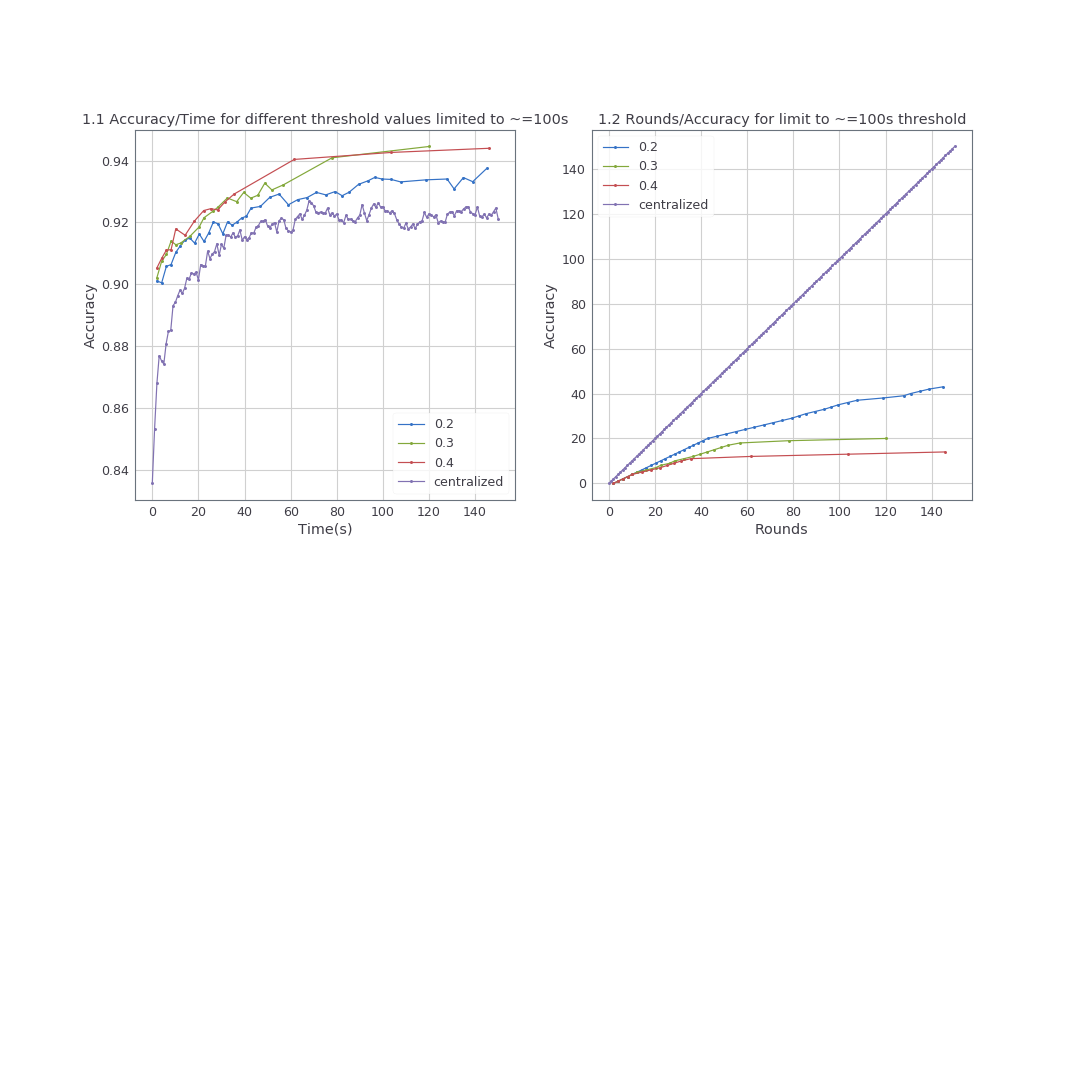 1.1 Accuracy/Time for different threshold values limited to ~=100s
0.94
0.92
0.90
0.88
0.86
0.84
Accuracy
0.2
0.3
0.4
centralized
0 20 40 60 80 100 120 140
Time(s)
1.2 Rounds/Accuracy for limit to ~=100s threshold
0.2
0.3
0.4
centralized
140
120
100
80
60
40
20
0
Accuracy
0 20 40 60 80 100 120 140
Rounds